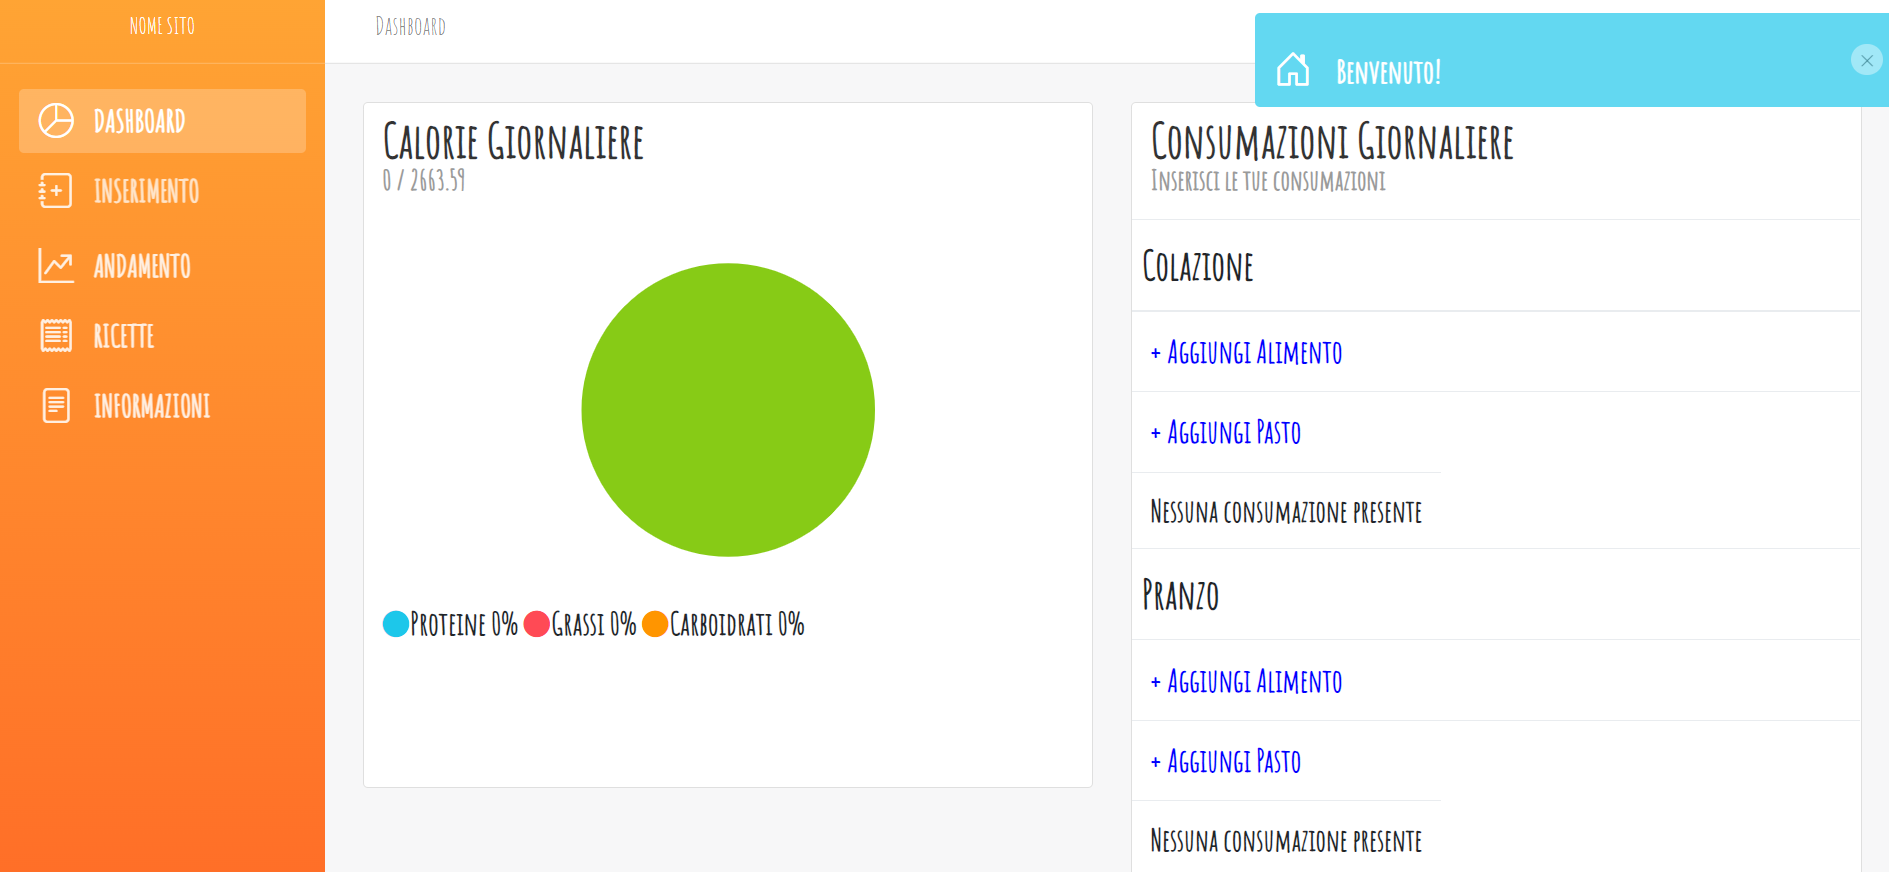 NOME SITO
DASHBOARD
INSERIMENTO
ANDAMENTO
RICETTE
INFORMAZIONI
Dashboard
Benvenuto!
Calorie Giornaliere
0 / 2663.59
Proteine 0% Grassi 0% Carboidrati 0%
Consumazioni Giornaliere
Inserisci le tue consumazioni
Colazione
+ Aggiungi Alimento
+ Aggiungi Pasto
Nessuna consumazione presente
Pranzo
+ Aggiungi Alimento
+ Aggiungi Pasto
Nessuna consumazione presente